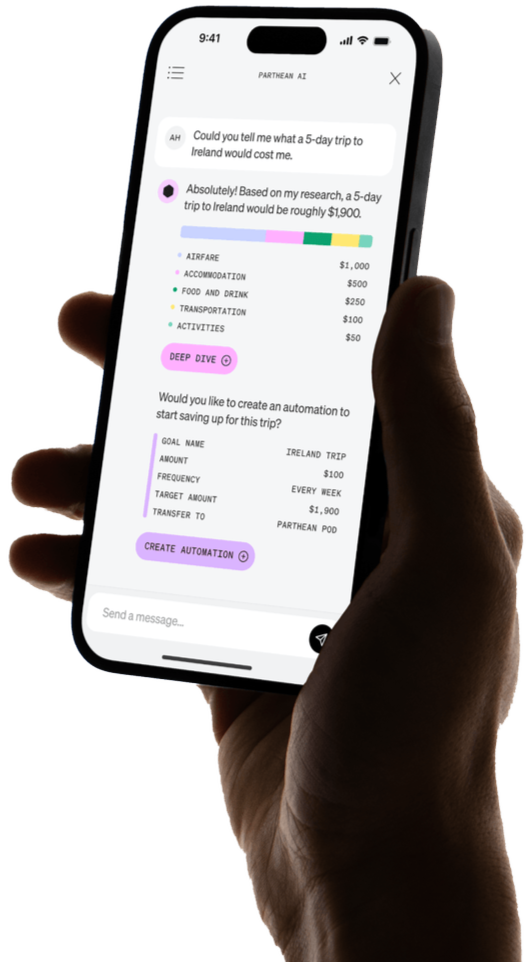 9:41
PARTHEAN AI
AH
Could you tell me what a 5-day trip to
Ireland would cost me.
Absolutely! Based on my research, a 5-day
trip to Ireland would be roughly $1,900.
AIRFARE $1,000
ACCOMMODATION $500
FOOD AND DRINK $250
TRANSPORTATION $100
ACTIVITIES $50
DEEP DIVE
Would you like to create an automation to
start saving up for this trip?
GOAL NAME IRELAND TRIP
AMOUNT $100
FREQUENCY EVERY WEEK
TARGET AMOUNT $1,900
TRANSFER TO PARTHEAN POD
CREATE AUTOMATION
Send a message...